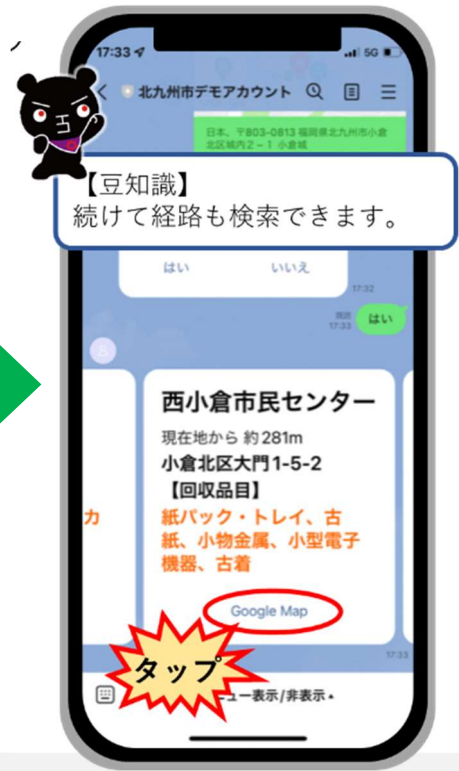 17:33
5G
北九州市デモアカウント
日本、〒803-0813 福岡県北九州市小倉
北区城内2-1 小倉城
【豆知識】
続けて経路も検索できます。
はい
いいえ
17:32
既読
17:33
はい
西小倉市民センター
現在地から 約281m
小倉北区大門1-5-2
【回収品目】
紙パック・トレイ、古
紙、小物金属、小型電子
機器、古着
カ
Google Map
タップ
17:33
ュー表示/非表示